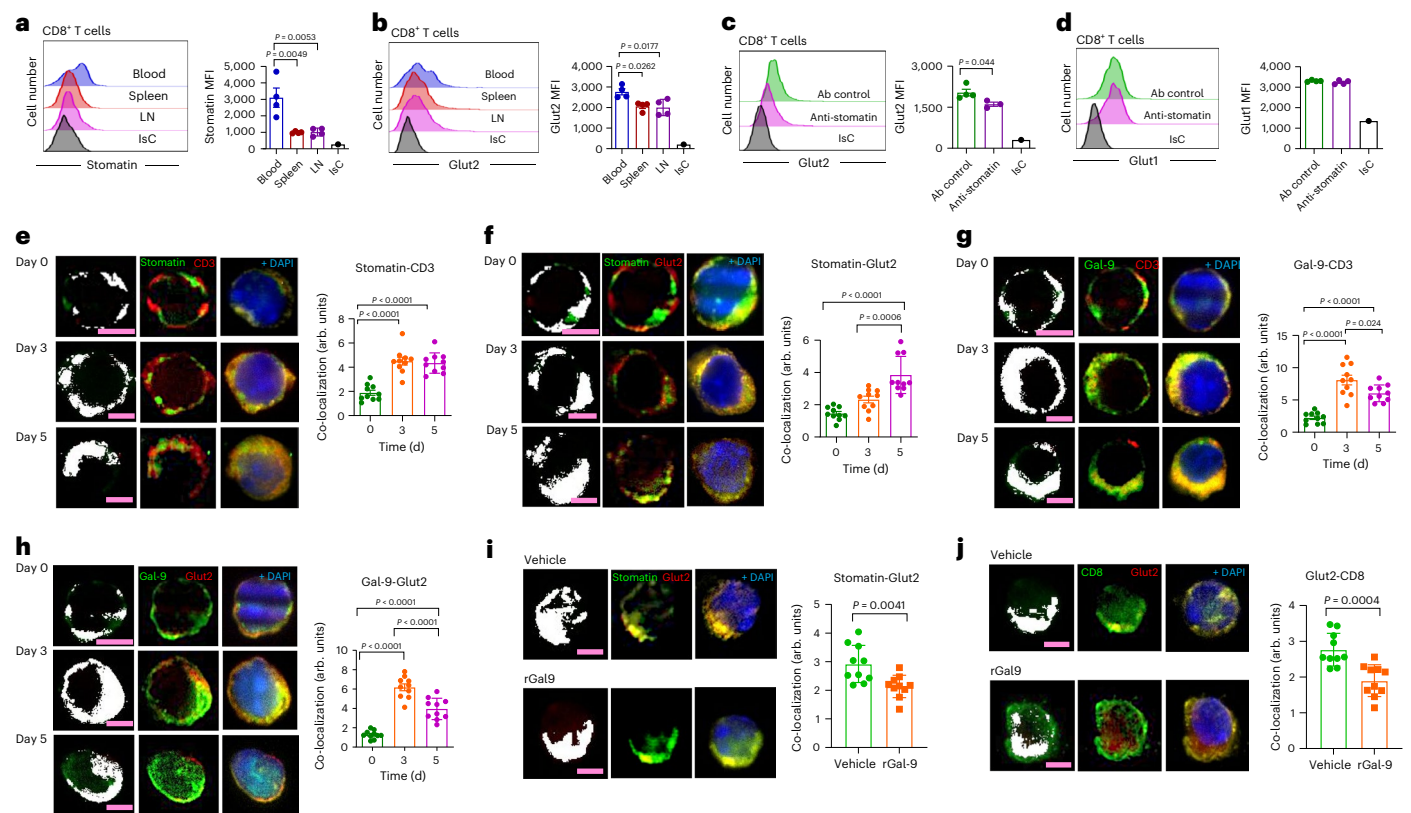 a
CD8+ T cells
Cell number
Blood
Spleen
LN
IsC
Stomatin
Stomatin MFI
P = 0.0053
P = 0.0049
5,000
4,000
3,000
2,000
1,000
0
Blood
Spleen
LN
IsC
b
CD8+ T cells
Cell number
Blood
Spleen
LN
IsC
Glut2
Glut2 MFI
P = 0.0177
P = 0.0262
4,000
3,000
2,000
1,000
0
Blood
Spleen
LN
IsC
c
CD8+ T cells
Cell number
Ab control
Anti-stomatin
IsC
Glut2
Glut2 MFI
P = 0.044
3,000
1,500
0
Ab control
Anti-stomatin
IsC
d
CD8+ T cells
Cell number
Ab control
Anti-stomatin
IsC
Glut1
Glut1 MFI
4,000
3,000
2,000
1,000
0
Ab control
Anti-stomatin
IsC
e
Day 0
Stomatin CD3 + DAPI
Day 3
Day 5
Stomatin-CD3
P < 0.0001
P < 0.0001
Co-localization (arb. units)
8
6
4
2
0
0 3 5
Time (d)
f
Day 0
Stomatin Glut2 + DAPI
Day 3
Day 5
Stomatin-Glut2
P < 0.0001
P = 0.0006
Co-localization (arb. units)
6
4
2
0
0 3 5
Time (d)
g
Day 0
Gal-9 CD3 + DAPI
Day 3
Day 5
Gal-9-CD3
P < 0.0001
P = 0.024
P < 0.0001
Co-localization (arb. units)
15
10
5
0
0 3 5
Time (d)
h
Day 0
Gal-9 Glut2 + DAPI
Day 3
Day 5
Gal-9-Glut2
P < 0.0001
P < 0.0001
P < 0.0001
Co-localization (arb. units)
10
8
6
4
2
0
0 3 5
Time (d)
i
Vehicle
Stomatin Glut2 + DAPI
rGal9
Stomatin-Glut2
P = 0.0041
Co-localization (arb. units)
5
4
3
2
1
0
Vehicle rGal-9
j
Vehicle
CD8 Glut2 + DAPI
rGal9
Glut2-CD8
P = 0.0004
Co-localization (arb. units)
4
3
2
1
0
Vehicle rGal-9